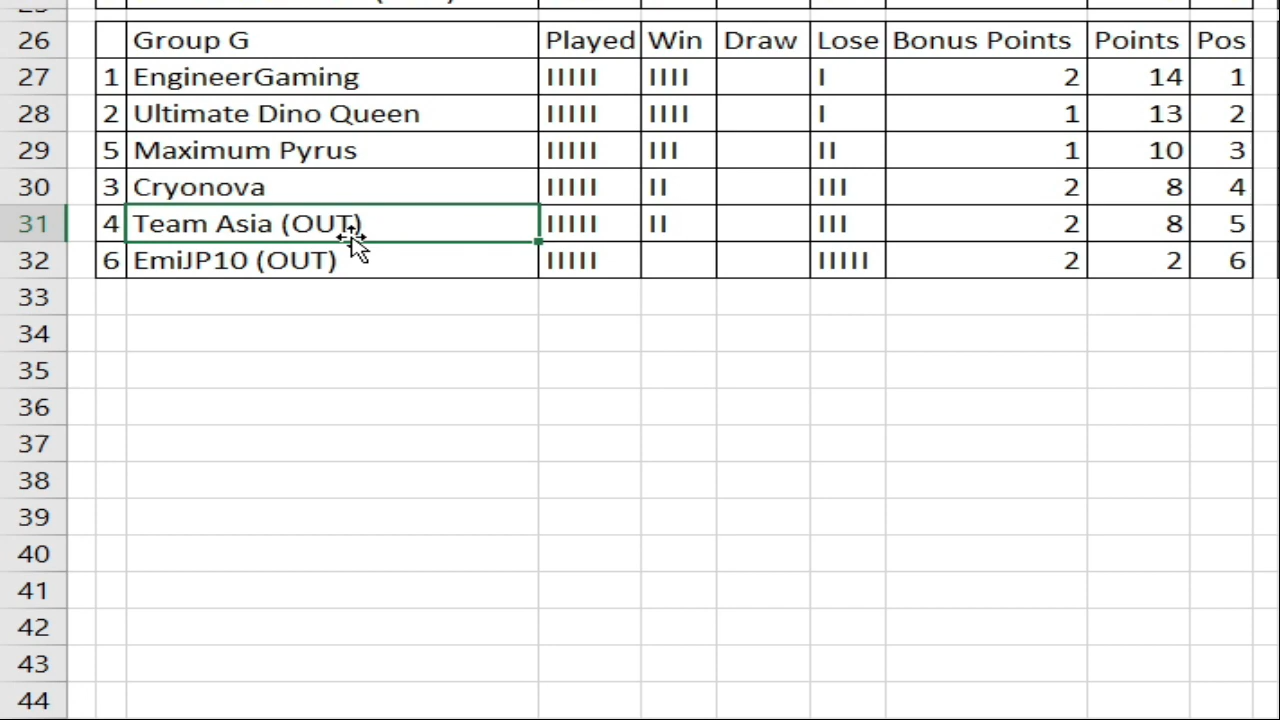 26 Group G Played Win Draw Lose Bonus Points Points Pos
27 1 EngineerGaming IIIII IIII I 2 14 1
28 2 Ultimate Dino Queen IIIII IIII I 1 13 2
29 5 Maximum Pyrus IIIII III II 1 10 3
30 3 Cryonova IIIII II III 2 8 4
31 4 Team Asia (OUT) IIIII II III 2 8 5
32 6 EmiJP10 (OUT) IIIII IIIII 2 2 6
33
34
35
36
37
38
39
40
41
42
43
44